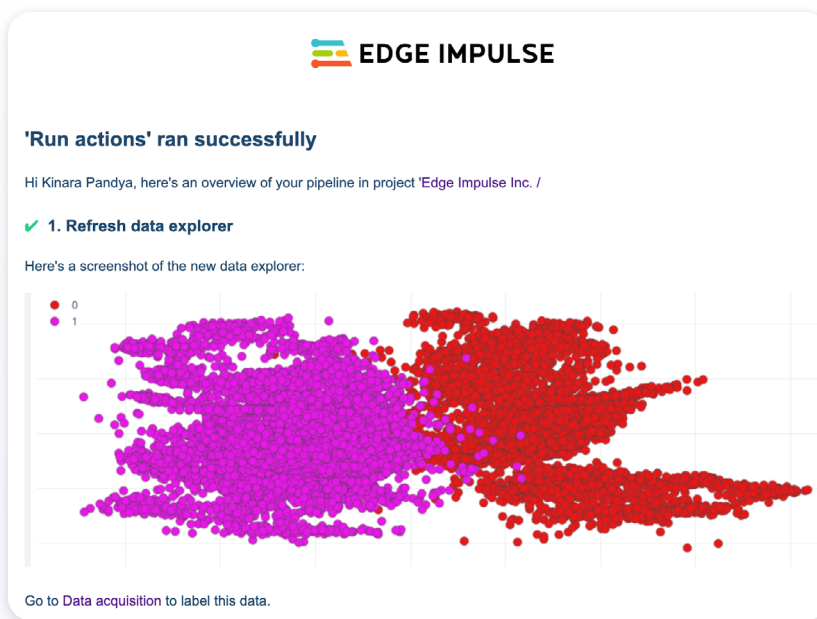 EDGE IMPULSE
'Run actions' ran successfully
Hi Kinara Pandya, here's an overview of your pipeline in project 'Edge Impulse Inc. /
✔ 1. Refresh data explorer
Here's a screenshot of the new data explorer:
0
1
Go to Data acquisition to label this data.